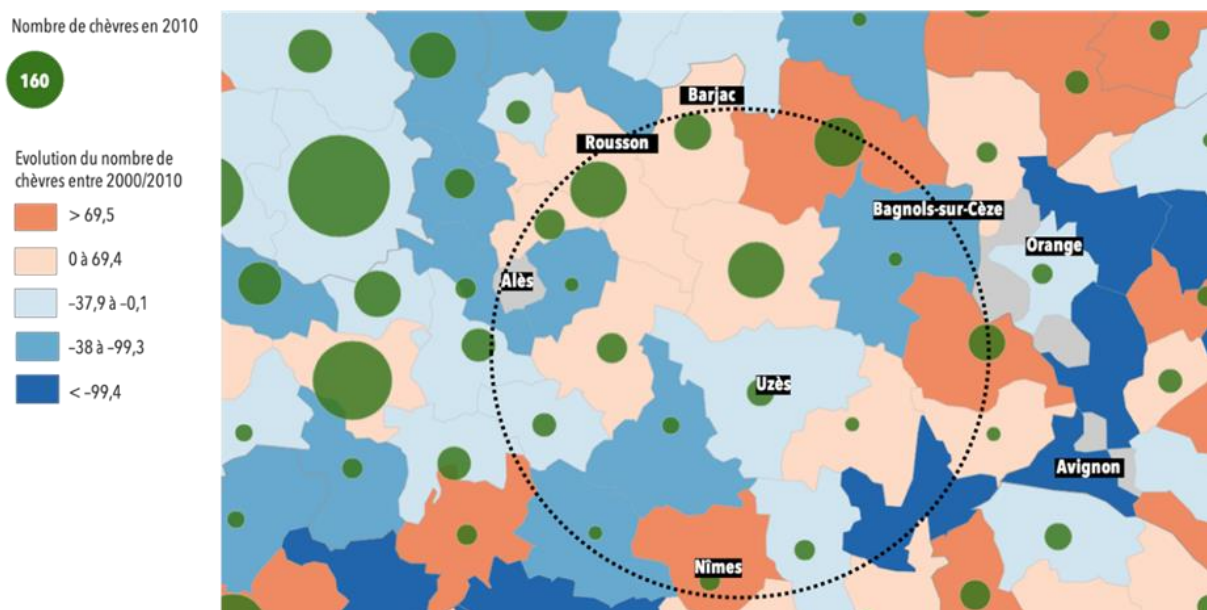 Nombre de chèvres en 2010
160
Evolution du nombre de
chèvres entre 2000/2010
> 69,5
0 à 69,4
–37,9 à –0,1
–38 à –99,3
< –99,4
Barjac
Rousson
Bagnols-sur-Cèze
Orange
Alès
Uzès
Avignon
Nîmes